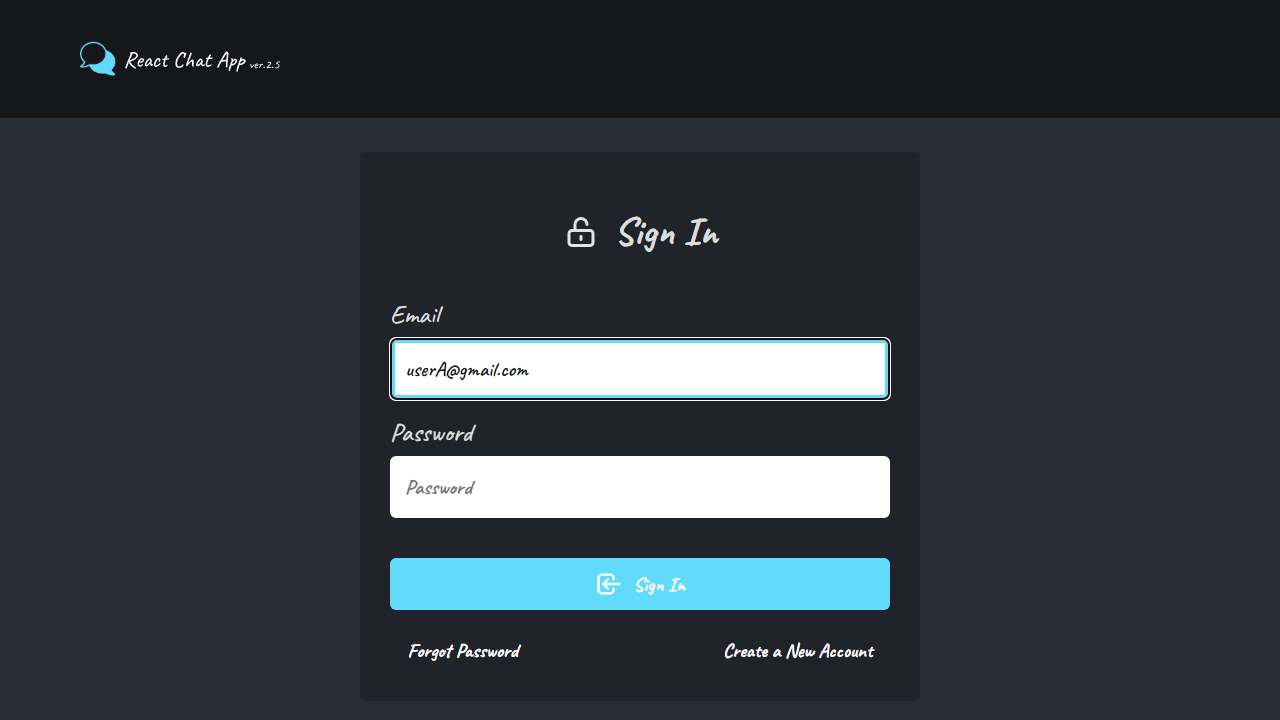 React Chat App ver.2.5
Sign In
Email
userA@gmail.com
Password
Password
Sign In
Forgot Password
Create a New Account